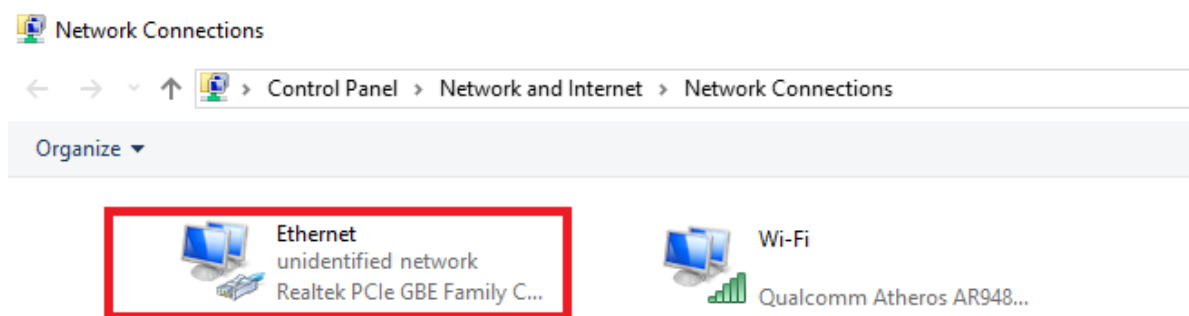 Network Connections
Control Panel > Network and Internet > Network Connections
Organize
Ethernet
unidentified network
Realtek PCIe GBE Family C...
Wi-Fi
Qualcomm Atheros AR948...